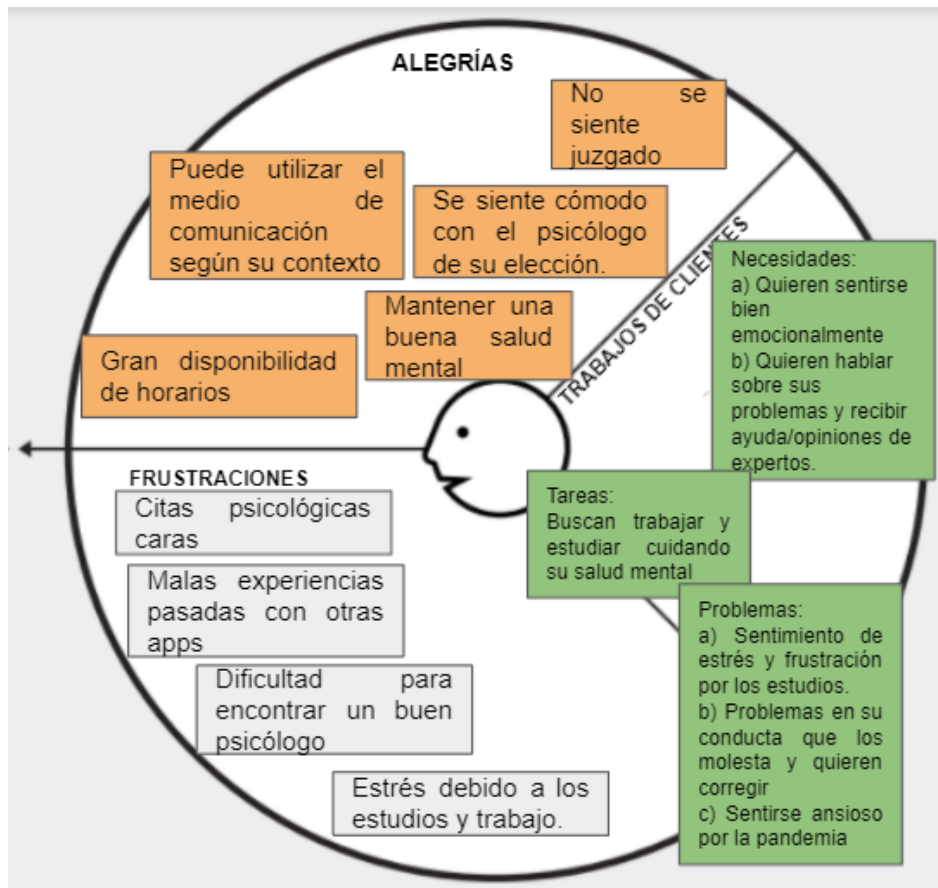 ALEGRÍAS
No se
siente
juzgado
Puede utilizar el
medio de
comunicación
según su contexto
Se siente cómodo
con el psicólogo
de su elección.
Mantener una
buena salud
mental
Gran disponibilidad
de horarios
TRABAJOS DE CLIENTES
Necesidades:
a) Quieren sentirse
bien
emocionalmente
b) Quieren hablar
sobre sus
problemas y recibir
ayuda/opiniones de
expertos.
Tareas:
Buscan trabajar y
estudiar cuidando
su salud mental
Problemas:
a) Sentimiento de
estrés y frustración
por los estudios.
b) Problemas en su
conducta que los
molesta y quieren
corregir
c) Sentirse ansioso
por la pandemia
FRUSTRACIONES
Citas psicológicas
caras
Malas experiencias
pasadas con otras
apps
Dificultad para
encontrar un buen
psicólogo
Estrés debido a los
estudios y trabajo.